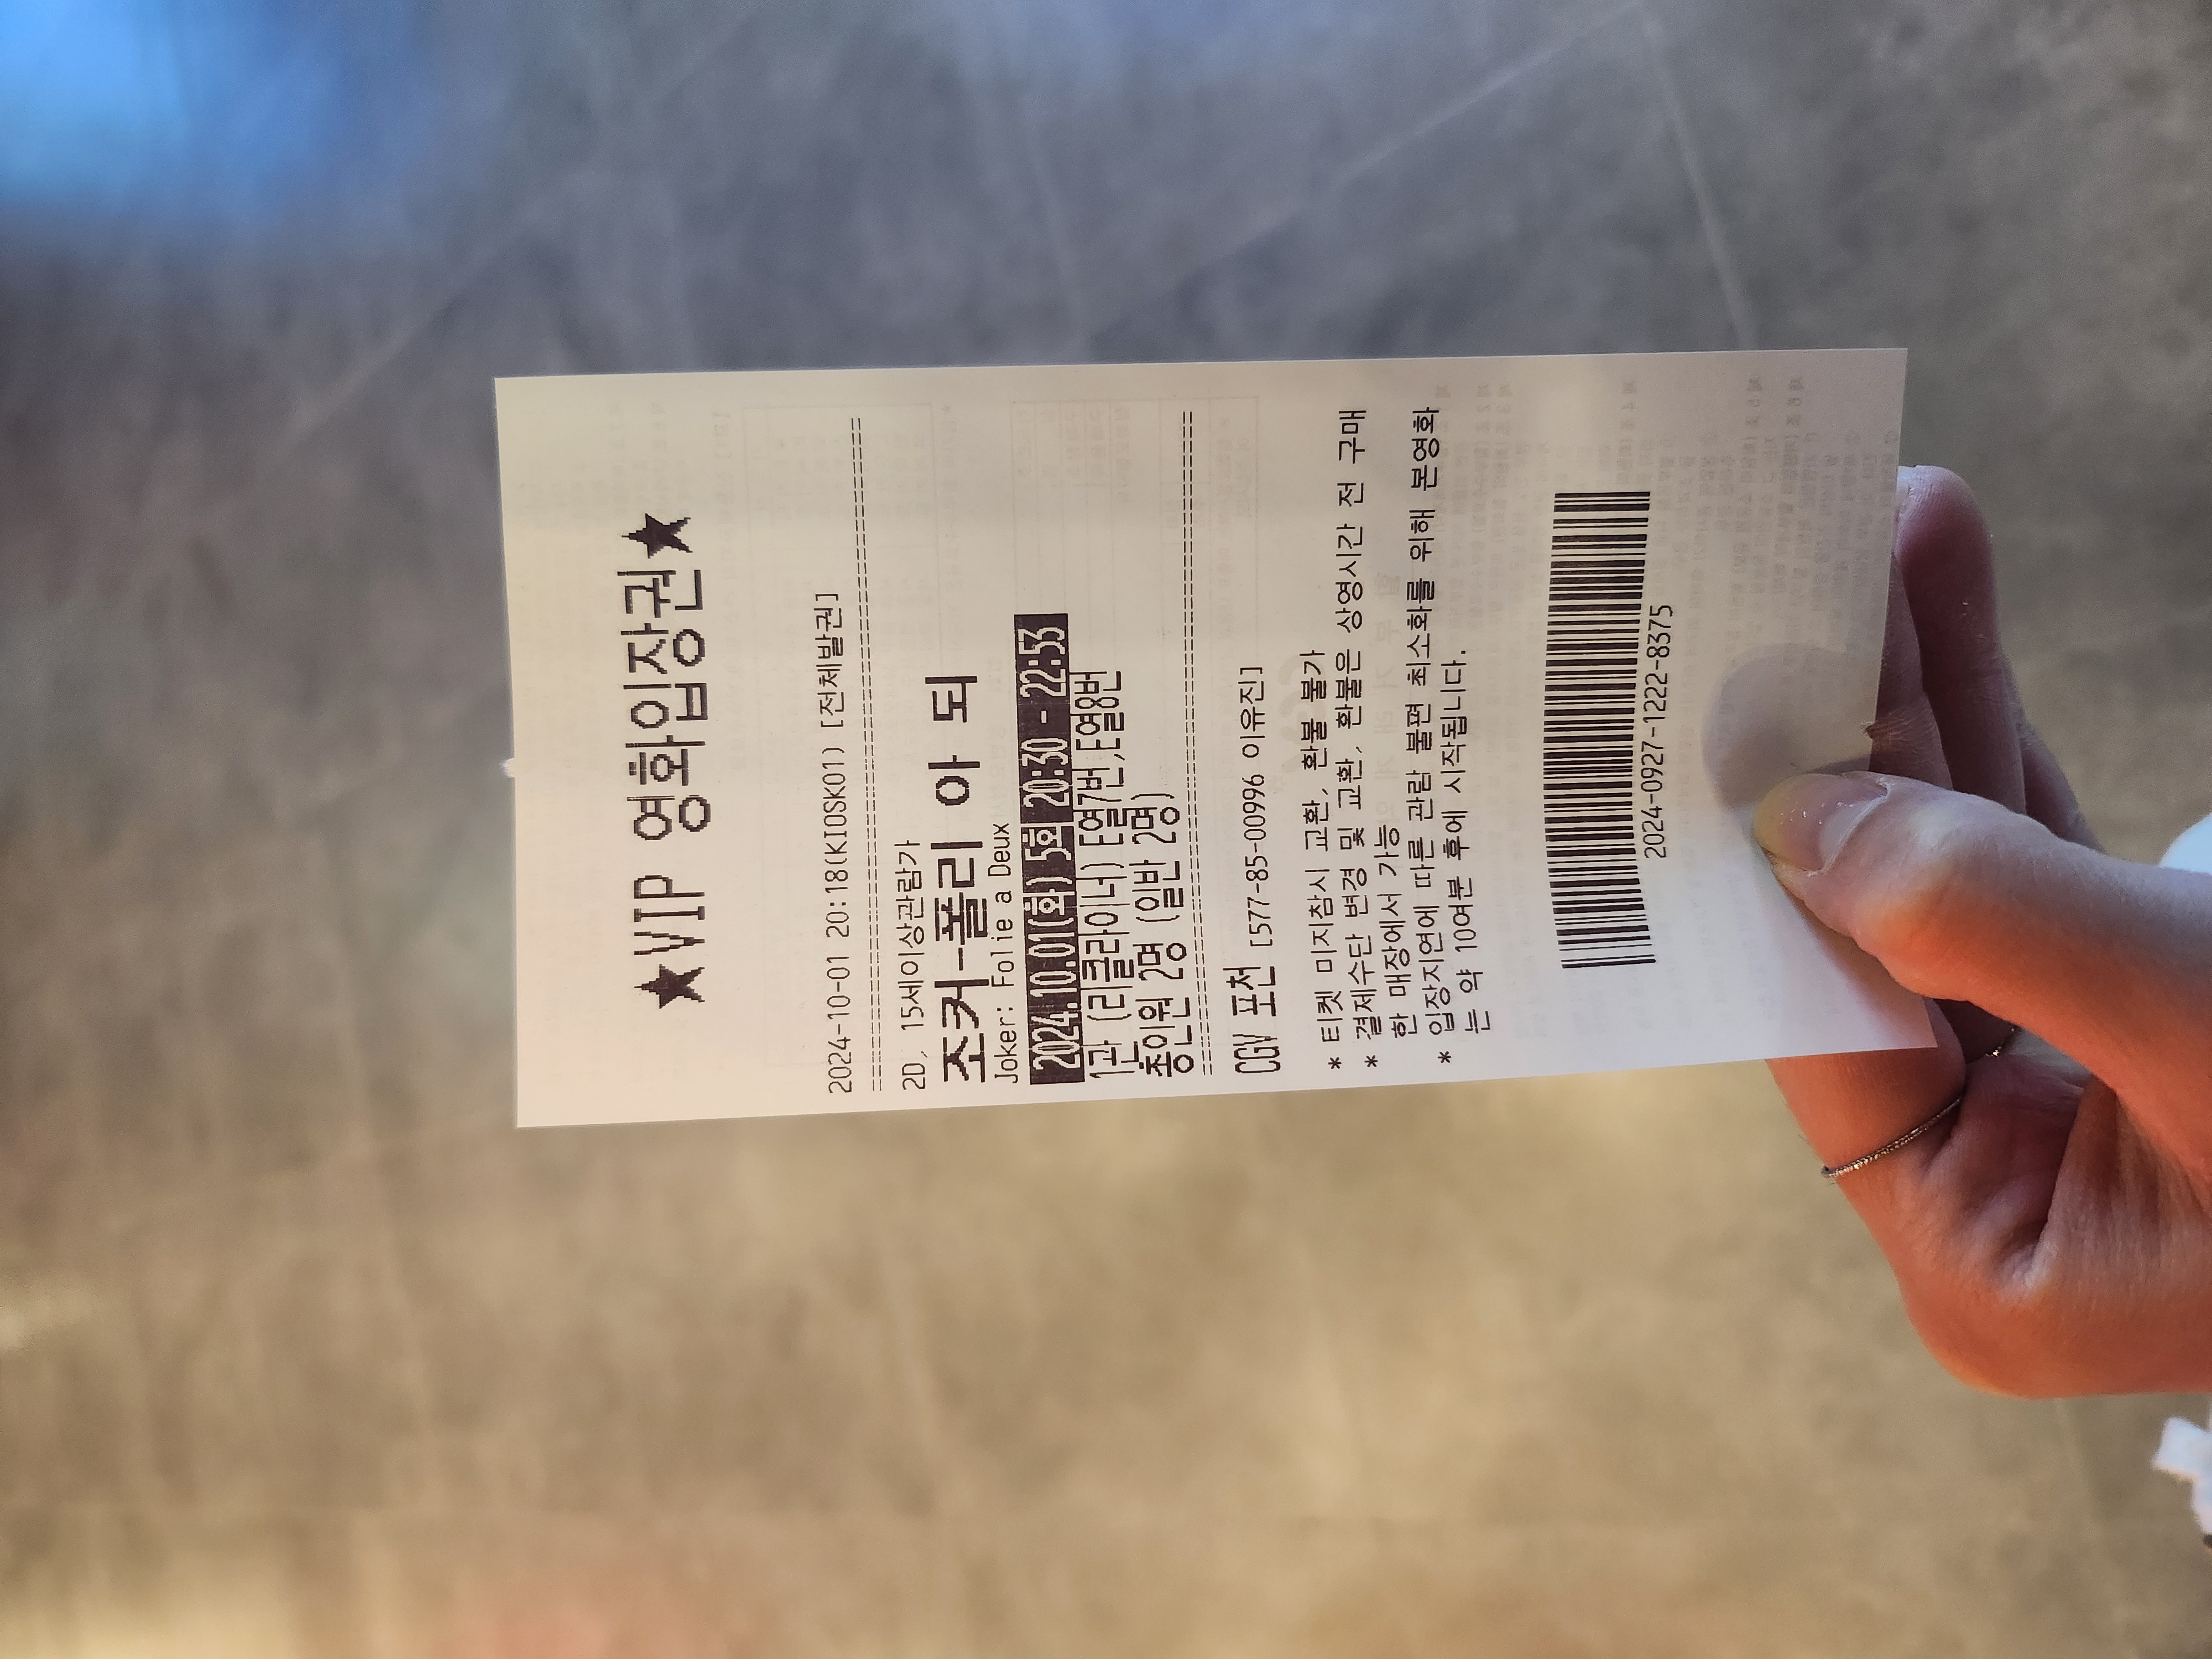 ★VIP 영화입장권★
2024-10-01 20:18(KIOSK01) [전체발권]
==================================================
2D, 15세이상관람가
조커-폴리 아 되
Joker: Folie a Deux
2024.10.01(화) 5회 20:30 - 22:53
1관 (리클라이너) E열7번,E열8번
총인원 2명 (일반 2명)
==================================================
CGV 포천 [577-85-00996 이유진]
* 티켓 미지참시 교환, 환불 불가
* 결제수단 변경 및 교환, 환불은 상영시간 전 구매
한 매장에서 가능
* 입장지연에 따른 관람 불편 최소화를 위해 본영화
는 약 10여분 후에 시작됩니다.
2024-0927-1222-8375